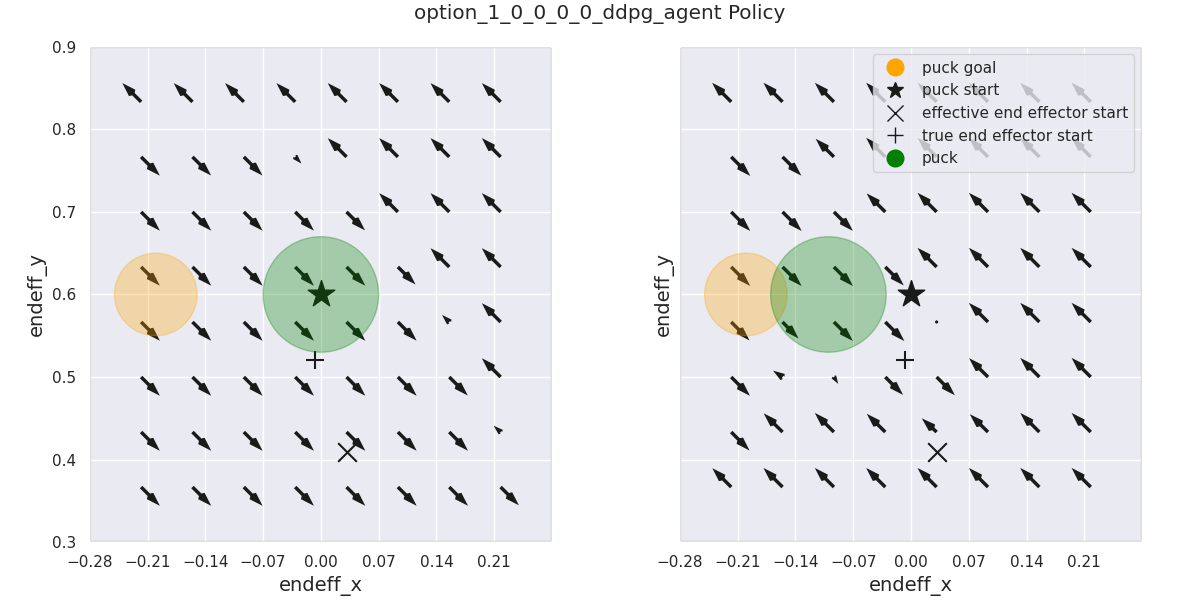 option_1_0_0_0_0_ddpg_agent Policy
0.9
0.8
0.7
0.6
0.5
0.4
0.3
endeff_y
−0.28 −0.21 −0.14 −0.07 0.00 0.07 0.14 0.21
endeff_x
puck goal
puck start
effective end effector start
true end effector start
puck
endeff_y
−0.28 −0.21 −0.14 −0.07 0.00 0.07 0.14 0.21
endeff_x